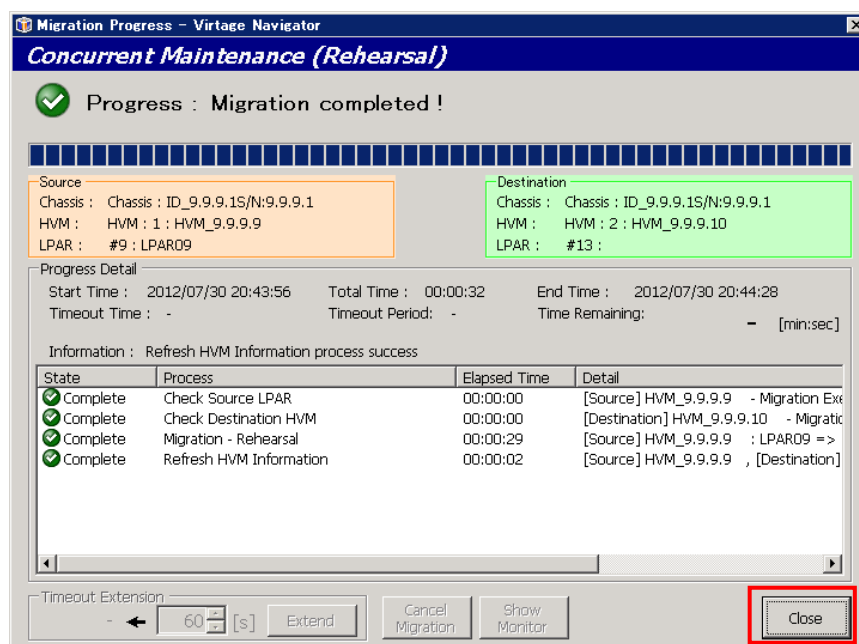 Migration Progress - Virtage Navigator
Concurrent Maintenance (Rehearsal)
Progress : Migration completed !
Source
Chassis : Chassis : ID_9.9.9.1S/N:9.9.9.1
HVM : HVM : 1 : HVM_9.9.9.9
LPAR : #9 : LPAR09
Destination
Chassis : Chassis : ID_9.9.9.1S/N:9.9.9.1
HVM : HVM : 2 : HVM_9.9.9.10
LPAR : #13 :
Progress Detail
Start Time : 2012/07/30 20:43:56 Total Time : 00:00:32 End Time : 2012/07/30 20:44:28
Timeout Time : - Timeout Period: - Time Remaining: - [min:sec]
Information : Refresh HVM Information process success
State Process Elapsed Time Detail
Complete Check Source LPAR 00:00:00 [Source] HVM_9.9.9.9 - Migration Exe
Complete Check Destination HVM 00:00:00 [Destination] HVM_9.9.9.10 - Migratic
Complete Migration - Rehearsal 00:00:29 [Source] HVM_9.9.9.9 : LPAR09 =>
Complete Refresh HVM Information 00:00:02 [Source] HVM_9.9.9.9 , [Destination]
Timeout Extension
- 60 [s] Extend
Cancel Migration
Show Monitor
Close